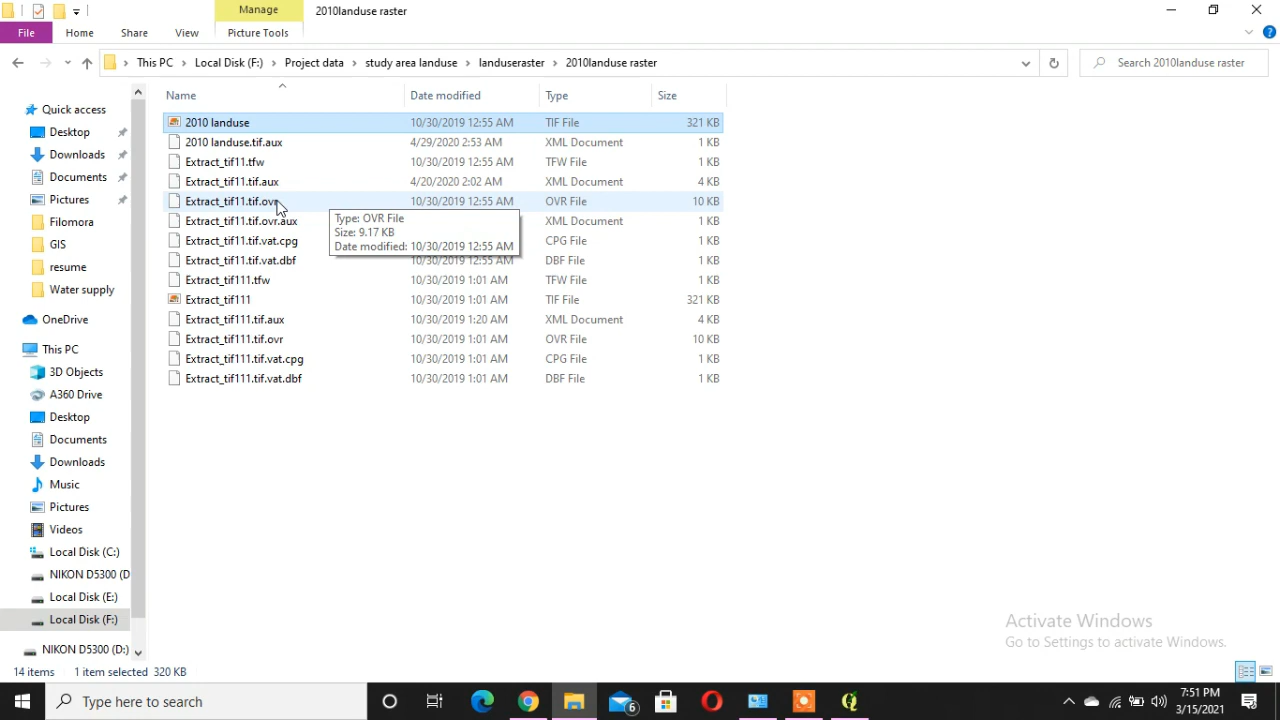 Manage
2010landuse raster
File
Home
Share
View
Picture Tools
This PC
Local Disk (F:)
Project data
study area landuse
landuseraster
2010landuse raster
Search 2010landuse raster
Name
Date modified
Type
Size
2010 landuse 10/30/2019 12:55 AM TIF File 321 KB
2010 landuse.tif.aux 4/29/2020 2:53 AM XML Document 1 KB
Extract_tif11.tfw 10/30/2019 12:55 AM TFW File 1 KB
Extract_tif11.tif.aux 4/20/2020 2:02 AM XML Document 4 KB
Extract_tif11.tif.ovr 10/30/2019 12:55 AM OVR File 10 KB
Extract_tif11.tif.ovr.aux XML Document 1 KB
Extract_tif11.tif.vat.cpg CPG File 1 KB
Extract_tif11.tif.vat.dbf 10/30/2019 12:55 AM DBF File 1 KB
Extract_tif111.tfw 10/30/2019 1:01 AM TFW File 1 KB
Extract_tif111 10/30/2019 1:01 AM TIF File 321 KB
Extract_tif111.tif.aux 10/30/2019 1:20 AM XML Document 4 KB
Extract_tif111.tif.ovr 10/30/2019 1:01 AM OVR File 10 KB
Extract_tif111.tif.vat.cpg 10/30/2019 1:01 AM CPG File 1 KB
Extract_tif111.tif.vat.dbf 10/30/2019 1:01 AM DBF File 1 KB
Type: OVR File
Size: 9.17 KB
Date modified: 10/30/2019 12:55 AM
Quick access
Desktop
Downloads
Documents
Pictures
Filomora
GIS
resume
Water supply
OneDrive
This PC
3D Objects
A360 Drive
Desktop
Documents
Downloads
Music
Pictures
Videos
Local Disk (C:)
NIKON D5300 (D
Local Disk (E:)
Local Disk (F:)
NIKON D5300 (D:)
Activate Windows
Go to Settings to activate Windows.
14 items
1 item selected 320 KB
Type here to search
6
7:51 PM
3/15/2021